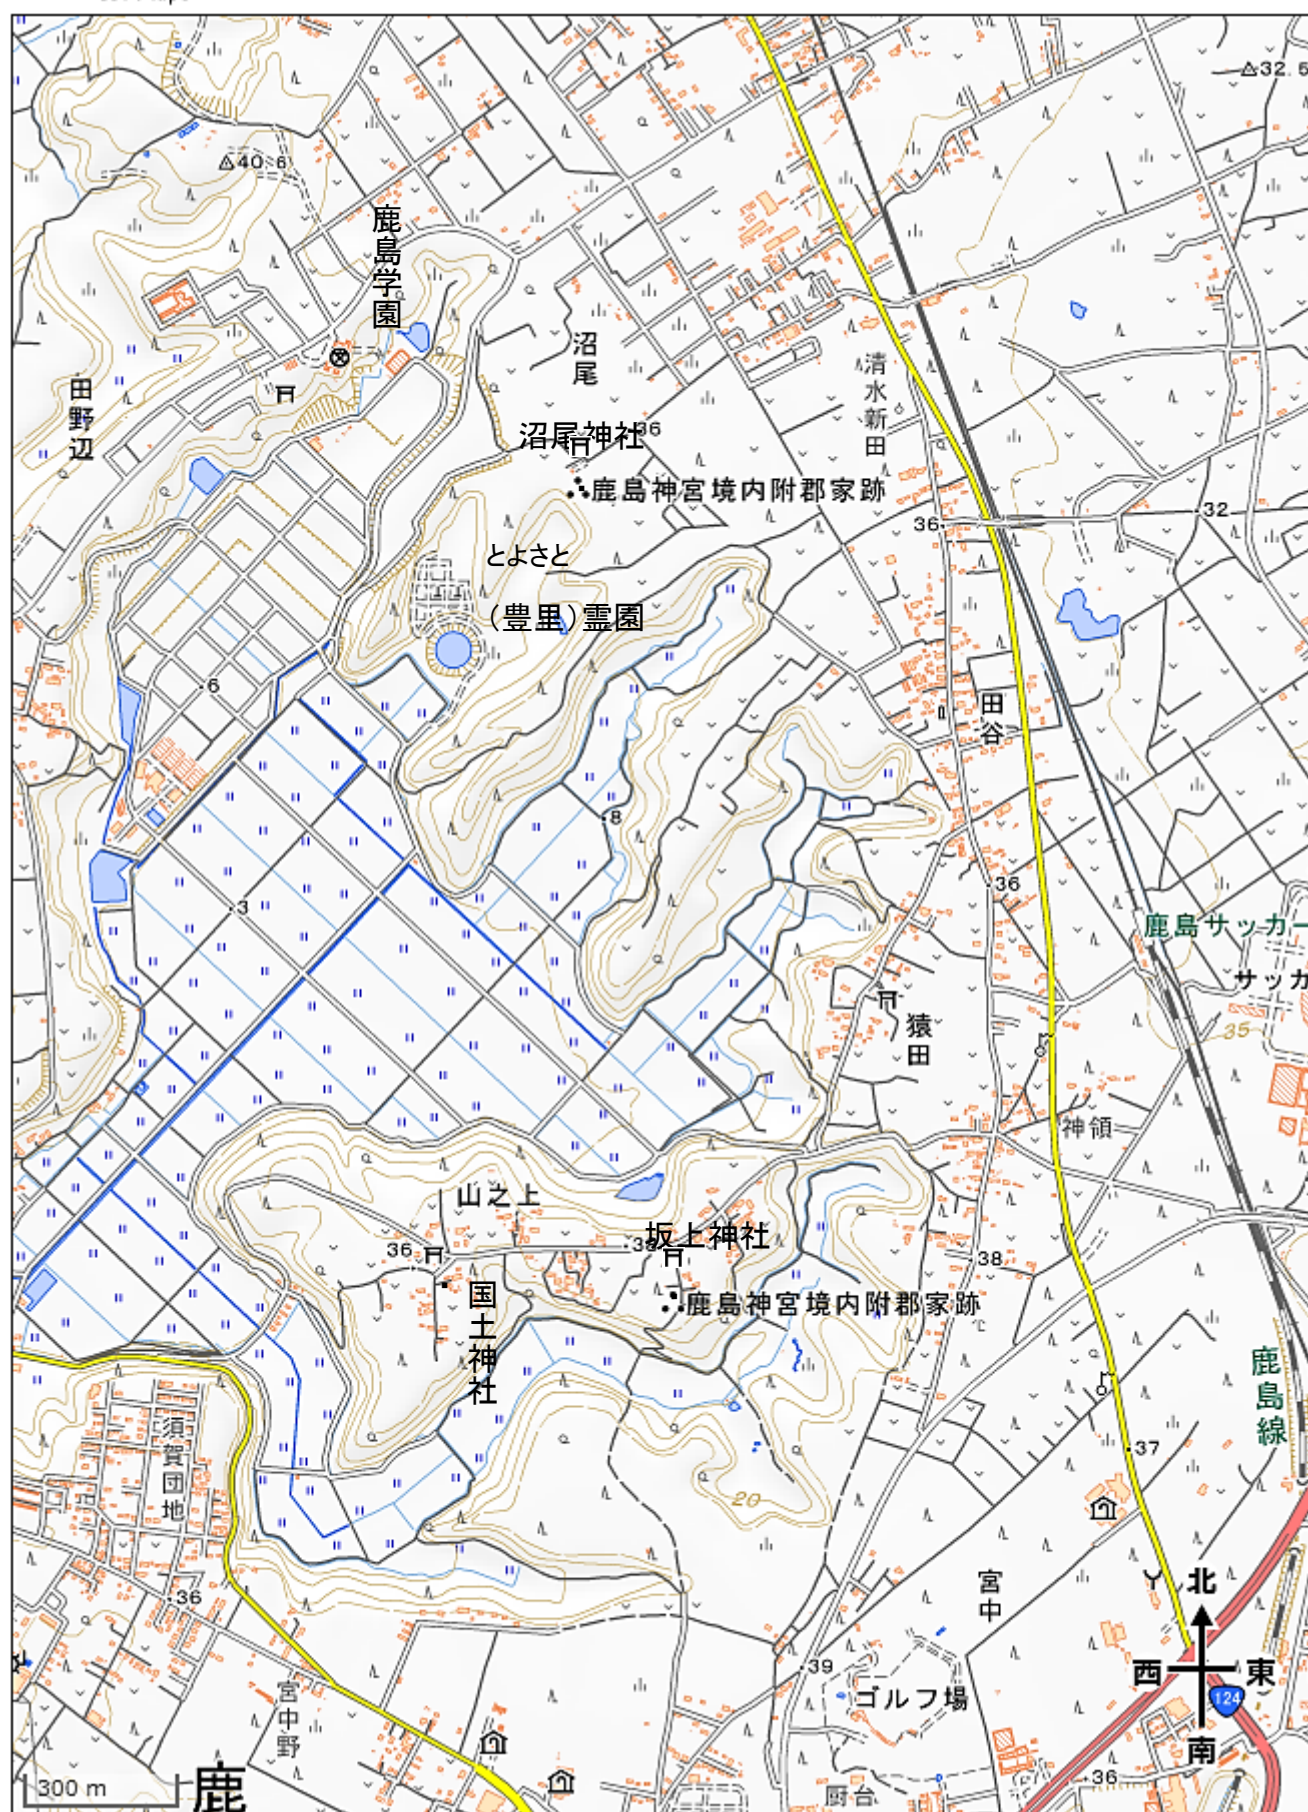 32.5
40.6
鹿島学園
沼尾
田野辺
清水新田
沼尾神社
36
鹿島神宮境内附郡家跡
36
32
とよさと
(豊里)霊園
6
田谷
8
36
3
鹿島サッカー
サッカ
猿田
35
神領
山之上
坂上神社
36
38
38
国土神社
鹿島神宮境内附郡家跡
鹿島線
須賀団地
37
20
宮中
北
36
西
東
39
ゴルフ場
124
宮中野
南
300 m
鹿
厨台
36